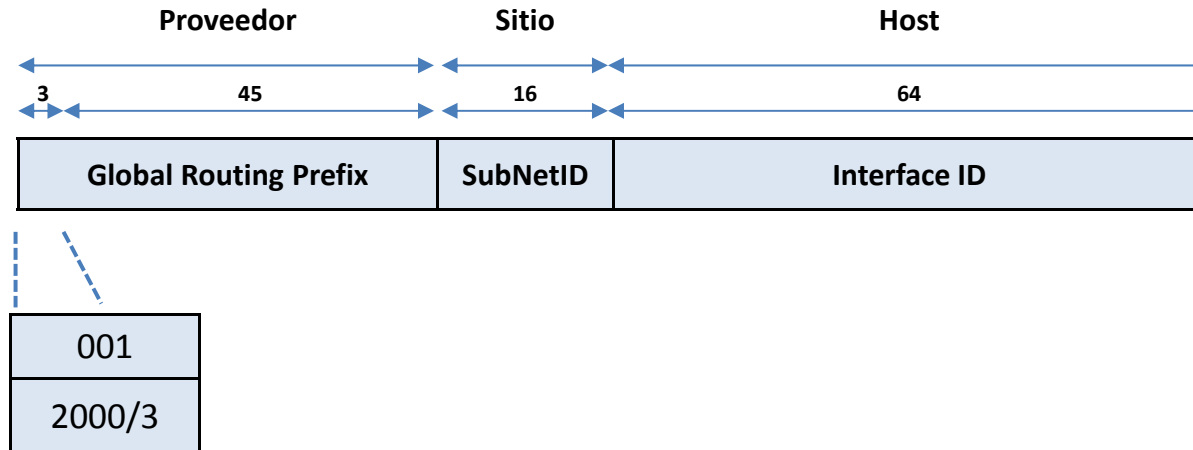 Proveedor Sitio Host
3 45 16 64
Global Routing Prefix SubNetID Interface ID
001
2000/3